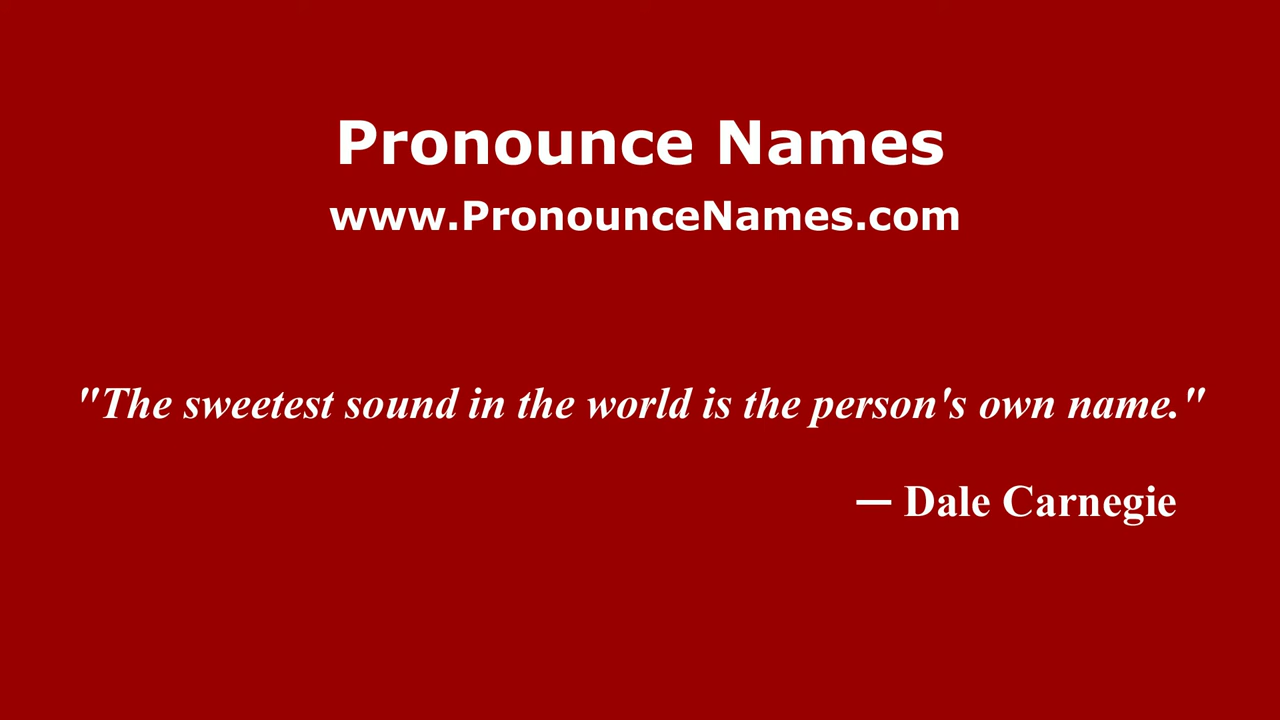 Pronounce Names
www.PronounceNames.com
"The sweetest sound in the world is the person's own name."
— Dale Carnegie